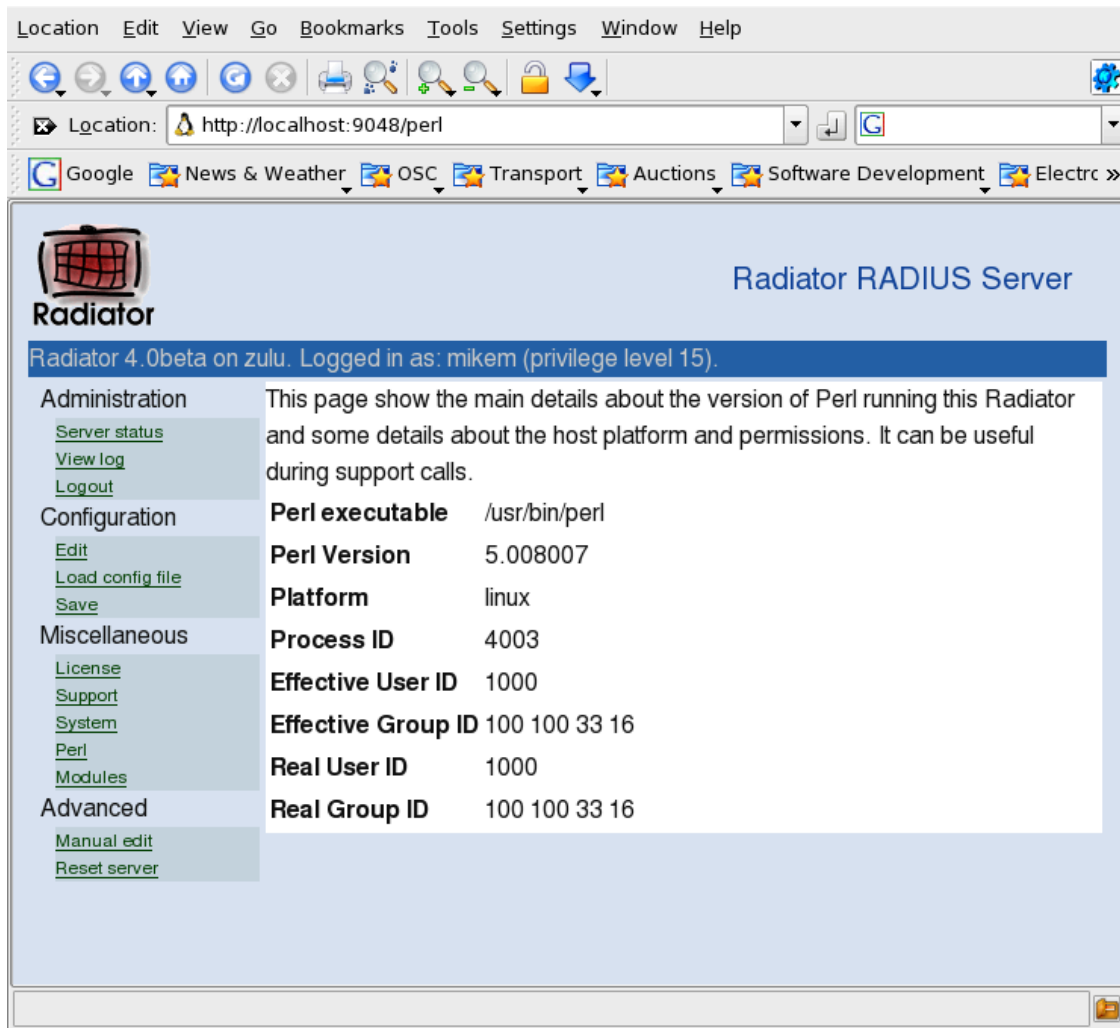 Location Edit View Go Bookmarks Tools Settings Window Help
Location: http://localhost:9048/perl
Google News & Weather OSC Transport Auctions Software Development Electrc »
Radiator
Radiator RADIUS Server
Radiator 4.0beta on zulu. Logged in as: mikem (privilege level 15).
Administration
Server status
View log
Logout
Configuration
Edit
Load config file
Save
Miscellaneous
License
Support
System
Perl
Modules
Advanced
Manual edit
Reset server
This page show the main details about the version of Perl running this Radiator
and some details about the host platform and permissions. It can be useful
during support calls.
Perl executable /usr/bin/perl
Perl Version 5.008007
Platform linux
Process ID 4003
Effective User ID 1000
Effective Group ID 100 100 33 16
Real User ID 1000
Real Group ID 100 100 33 16